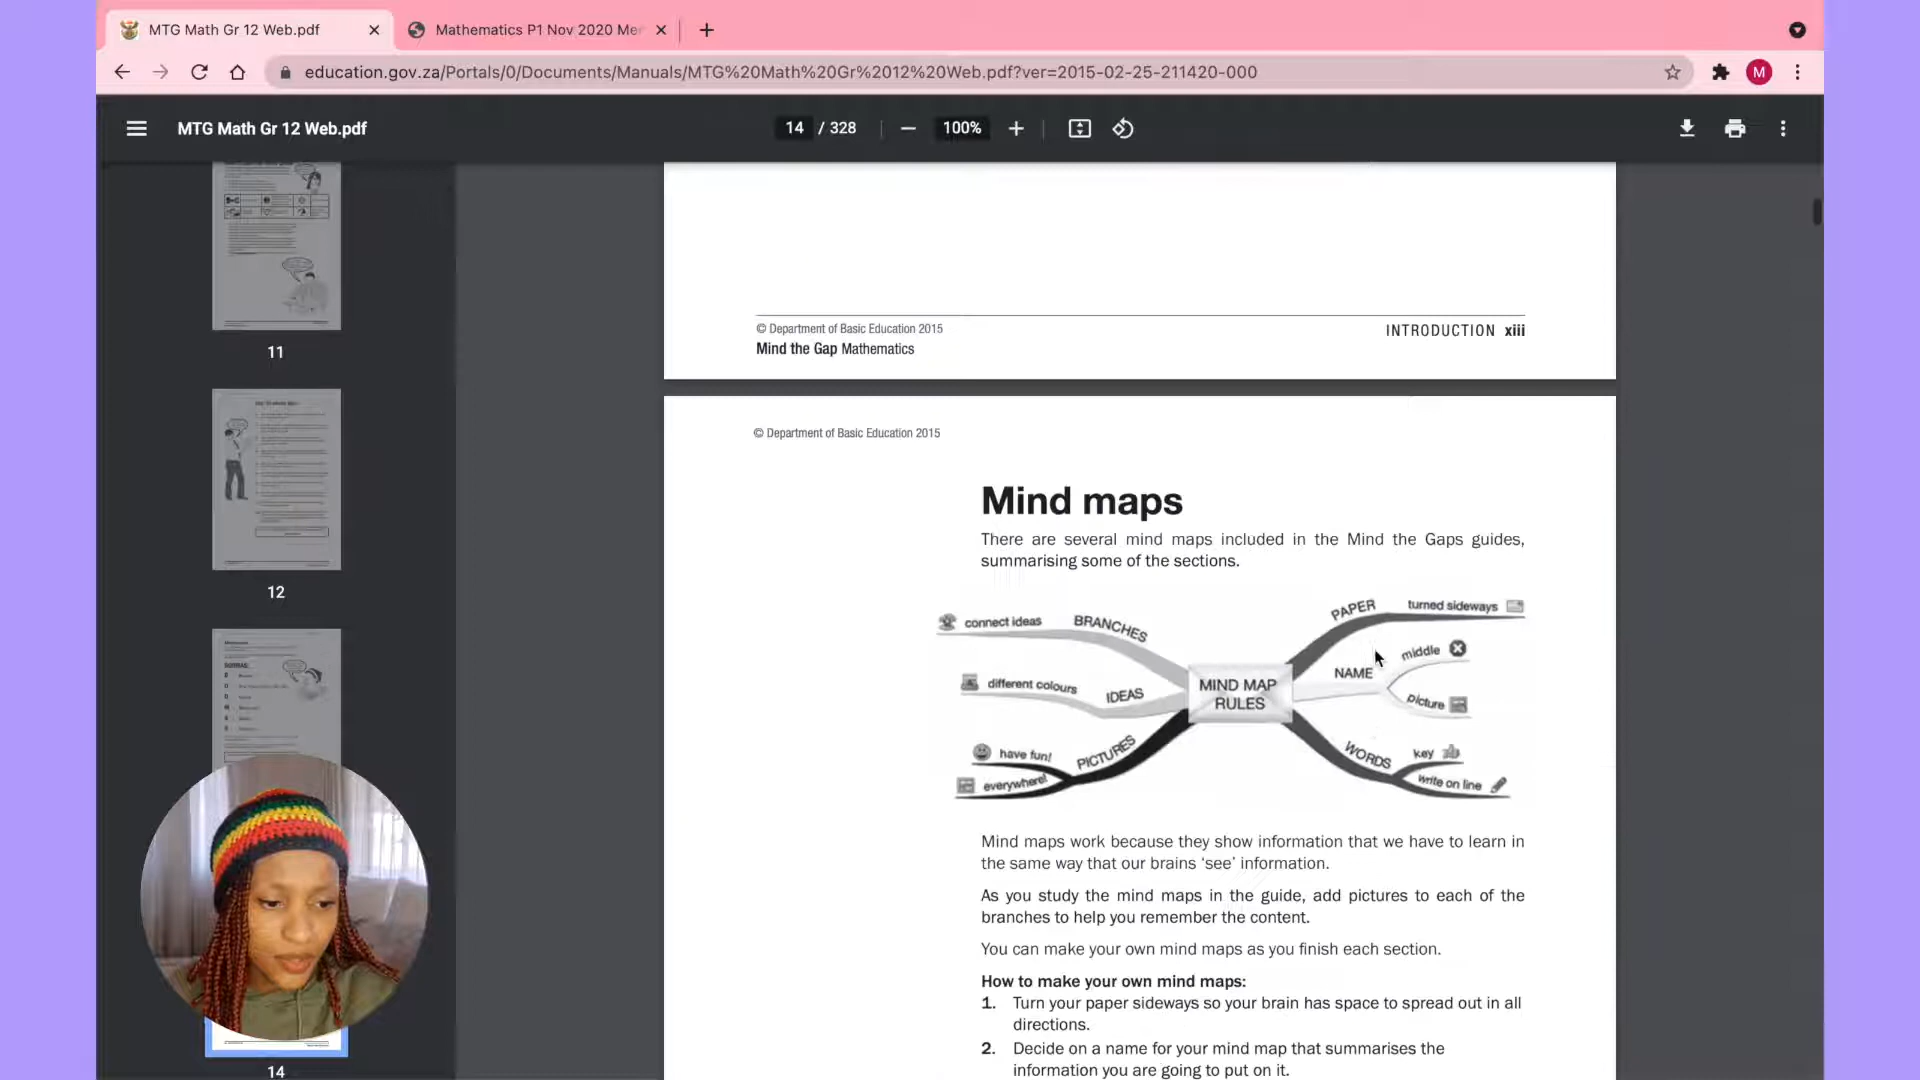 MTG Math Gr 12 Web.pdf
Mathematics P1 Nov 2020 Mer
education.gov.za/Portals/0/Documents/Manuals/MTG%20Math%20Gr%2012%20Web.pdf?ver=2015-02-25-211420-000
M
MTG Math Gr 12 Web.pdf
14 / 328
100%
11
12
14
© Department of Basic Education 2015
INTRODUCTION xiii
Mind the Gap Mathematics
© Department of Basic Education 2015
Mind maps
There are several mind maps included in the Mind the Gaps guides,
summarising some of the sections.
connect ideas BRANCHES
different colours IDEAS
have fun! PICTURES
everywhere!
MIND MAP
RULES
PAPER turned sideways
NAME middle
picture
WORDS key
write on line
Mind maps work because they show information that we have to learn in
the same way that our brains ‘see’ information.
As you study the mind maps in the guide, add pictures to each of the
branches to help you remember the content.
You can make your own mind maps as you finish each section.
How to make your own mind maps:
1. Turn your paper sideways so your brain has space to spread out in all
directions.
2. Decide on a name for your mind map that summarises the
information you are going to put on it.